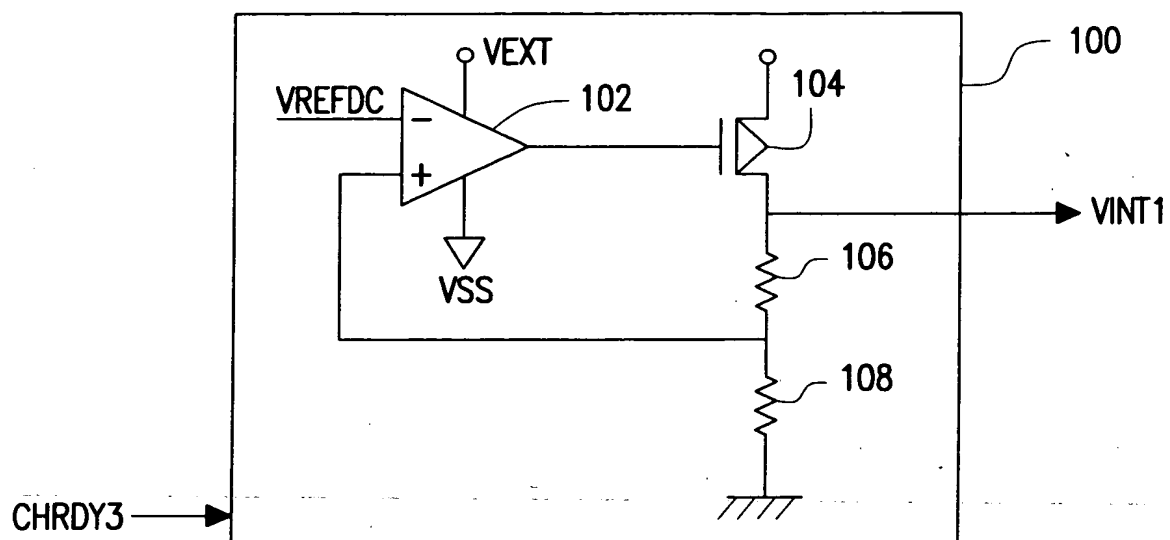 100
VEXT
102
104
VREFDC
−
+
VINT1
VSS
106
108
CHRDY3